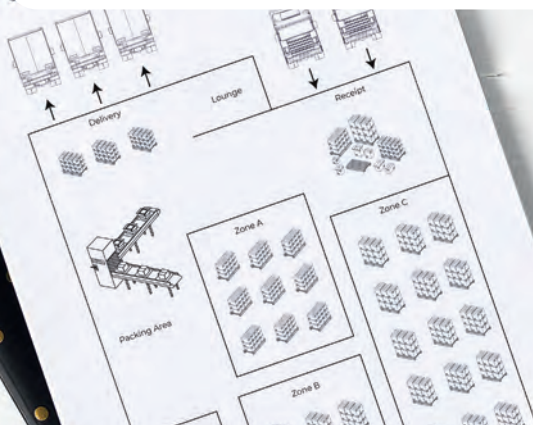 Delivery
Lounge
Receipt
Zone A
Zone C
Packing Area
Zone B